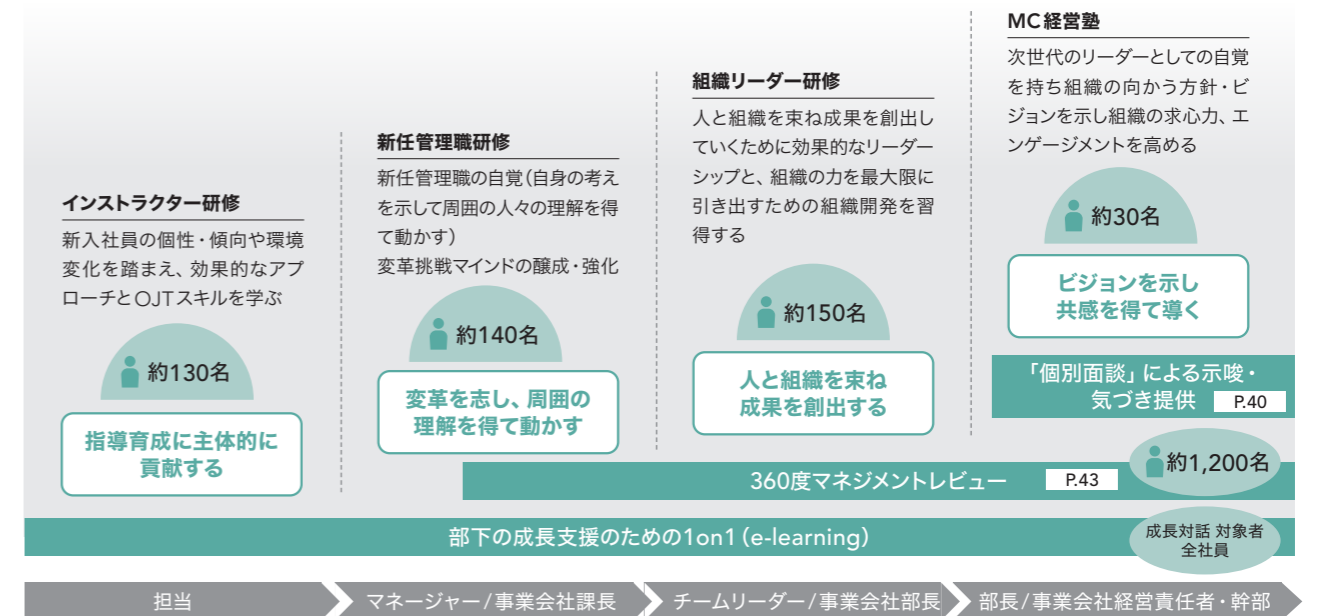 インストラクター研修
新入社員の個性・傾向や環境
変化を踏まえ、効果的なアプ
ローチとOJTスキルを学ぶ
約130名
指導育成に主体的に
貢献する
新任管理職研修
新任管理職の自覚（自身の考え
を示して周囲の人々の理解を得
て動かす）
変革挑戦マインドの醸成・強化
約140名
変革を志し、周囲の
理解を得て動かす
組織リーダー研修
人と組織を束ね成果を創出し
ていくために効果的なリーダー
シップと、組織の力を最大限に
引き出すための組織開発を習
得する
約150名
人と組織を束ね
成果を創出する
MC経営塾
次世代のリーダーとしての自覚
を持ち組織の向かう方針・ビ
ジョンを示し組織の求心力、エ
ンゲージメントを高める
約30名
ビジョンを示し
共感を得て導く
「個別面談」による示唆・
気づき提供 P.40
360度マネジメントレビュー P.43
約1,200名
部下の成長支援のための1on1（e-learning）
成長対話 対象者
全社員
担当
マネージャー/事業会社課長
チームリーダー/事業会社部長
部長/事業会社経営責任者・幹部